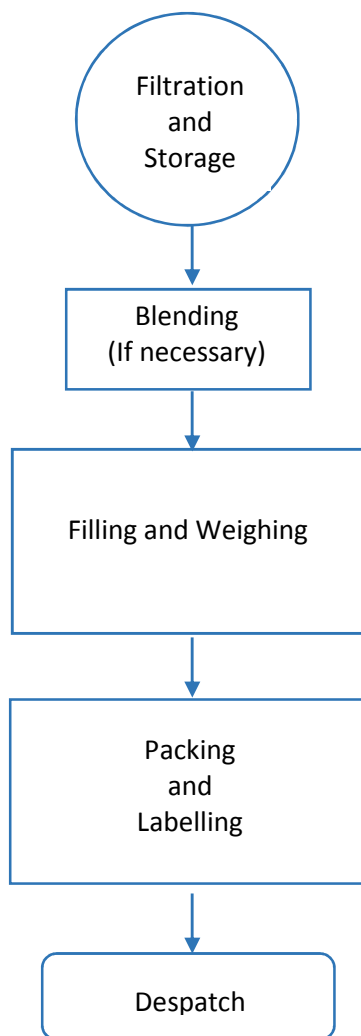 Filtration
and
Storage
Blending
(If necessary)
Filling and Weighing
Packing
and
Labelling
Despatch